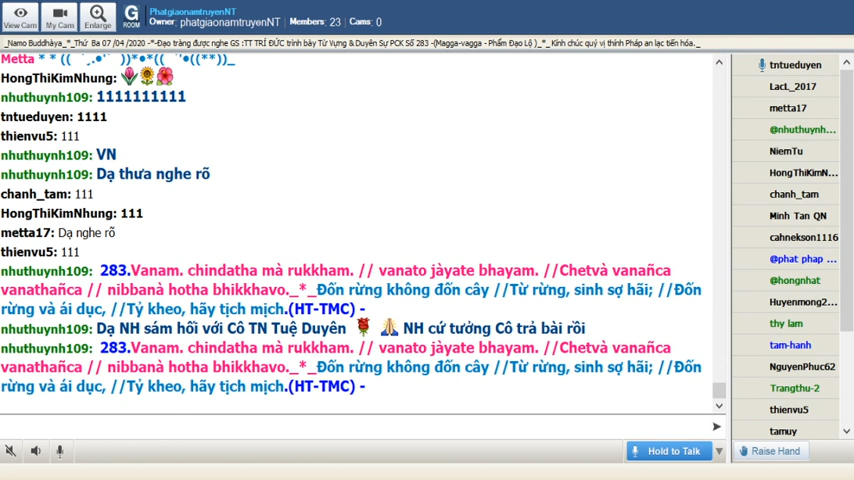 View Cam
My Cam
Enlarge
G
ROOM
PhatgiaonamtruyenNT
Owner: phatgiaonamtruyenNT | Members: 23 | Cams: 0
_Namo Buddhàya_*_Thứ Ba 07 /04 /2020 -*-Đạo tràng được nghe GS :TT TRÍ ĐỨC trình bày Từ Vựng & Duyên Sự PCK Số 283 -(Magga-vagga - Phẩm Đạo Lộ )_*_ Kính chúc quý vị thính Pháp an lạc tiến hóa._
Metta
HongThiKimNhung:
nhuthuynh109: 1111111111
tntueduyen: 1111
thienvu5: 111
nhuthuynh109: VN
nhuthuynh109: Dạ thưa nghe rõ
chanh_tam: 111
HongThiKimNhung: 111
metta17: Dạ nghe rõ
thienvu5: 111
nhuthuynh109: 283.Vanam. chindatha mà rukkham. // vanato jàyate bhayam. //Chetvà vanañca
vanathañca // nibbanà hotha bhikkhavo._*_Đốn rừng không đốn cây //Từ rừng, sinh sợ hãi; //Đốn
rừng và ái dục, //Tỷ kheo, hãy tịch mịch.(HT-TMC) -
nhuthuynh109: Dạ NH sám hối với Cô TN Tuệ Duyên NH cứ tưởng Cô trả bài rồi
nhuthuynh109: 283.Vanam. chindatha mà rukkham. // vanato jàyate bhayam. //Chetvà vanañca
vanathañca // nibbanà hotha bhikkhavo._*_Đốn rừng không đốn cây //Từ rừng, sinh sợ hãi; //Đốn
rừng và ái dục, //Tỷ kheo, hãy tịch mịch.(HT-TMC) -
Hold to Talk
tntueduyen
LacL_2017
metta17
@nhuthuynh...
NiemTu
HongThiKimN...
chanh_tam
Minh Tan QN
cahnekson1116
@phat phap ...
@hongnhat
Huyenmong2...
thy lam
tam-hanh
NguyenPhuc62
Trangthu-2
thienvu5
tamuy
Raise Hand